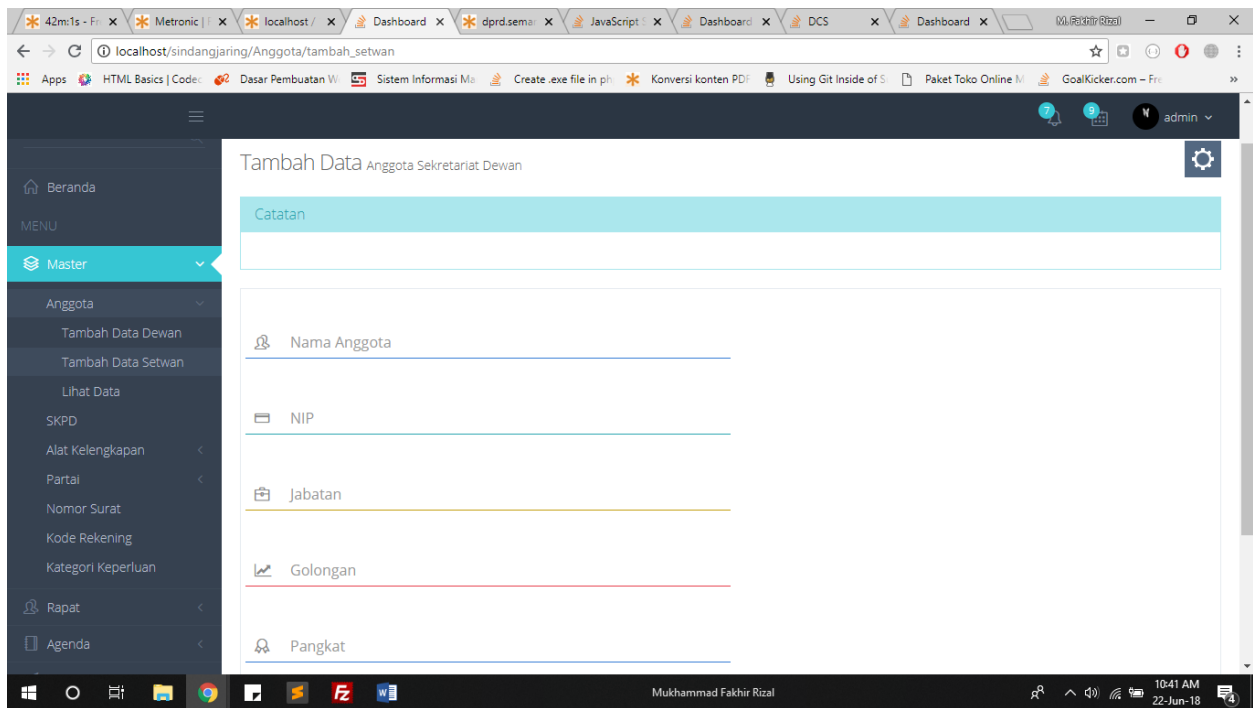 42m:1s - Fr
Metronic | F
localhost /
Dashboard
dprd.semar
JavaScript S
Dashboard
DCS
Dashboard
M. Fakhir Rizal
localhost/sindangjaring/Anggota/tambah_setwan
Apps
HTML Basics | Codec
Dasar Pembuatan W
Sistem Informasi Ma
Create .exe file in ph
Konversi konten PDF
Using Git Inside of S
Paket Toko Online M
GoalKicker.com – Fre
»
7
9
admin
Tambah Data Anggota Sekretariat Dewan
Beranda
MENU
Master
Anggota
Tambah Data Dewan
Tambah Data Setwan
Lihat Data
SKPD
Alat Kelengkapan
Partai
Nomor Surat
Kode Rekening
Kategori Keperluan
Rapat
Agenda
Catatan
Nama Anggota
NIP
Jabatan
Golongan
Pangkat
Mukhammad Fakhir Rizal
10:41 AM
22-Jun-18
4